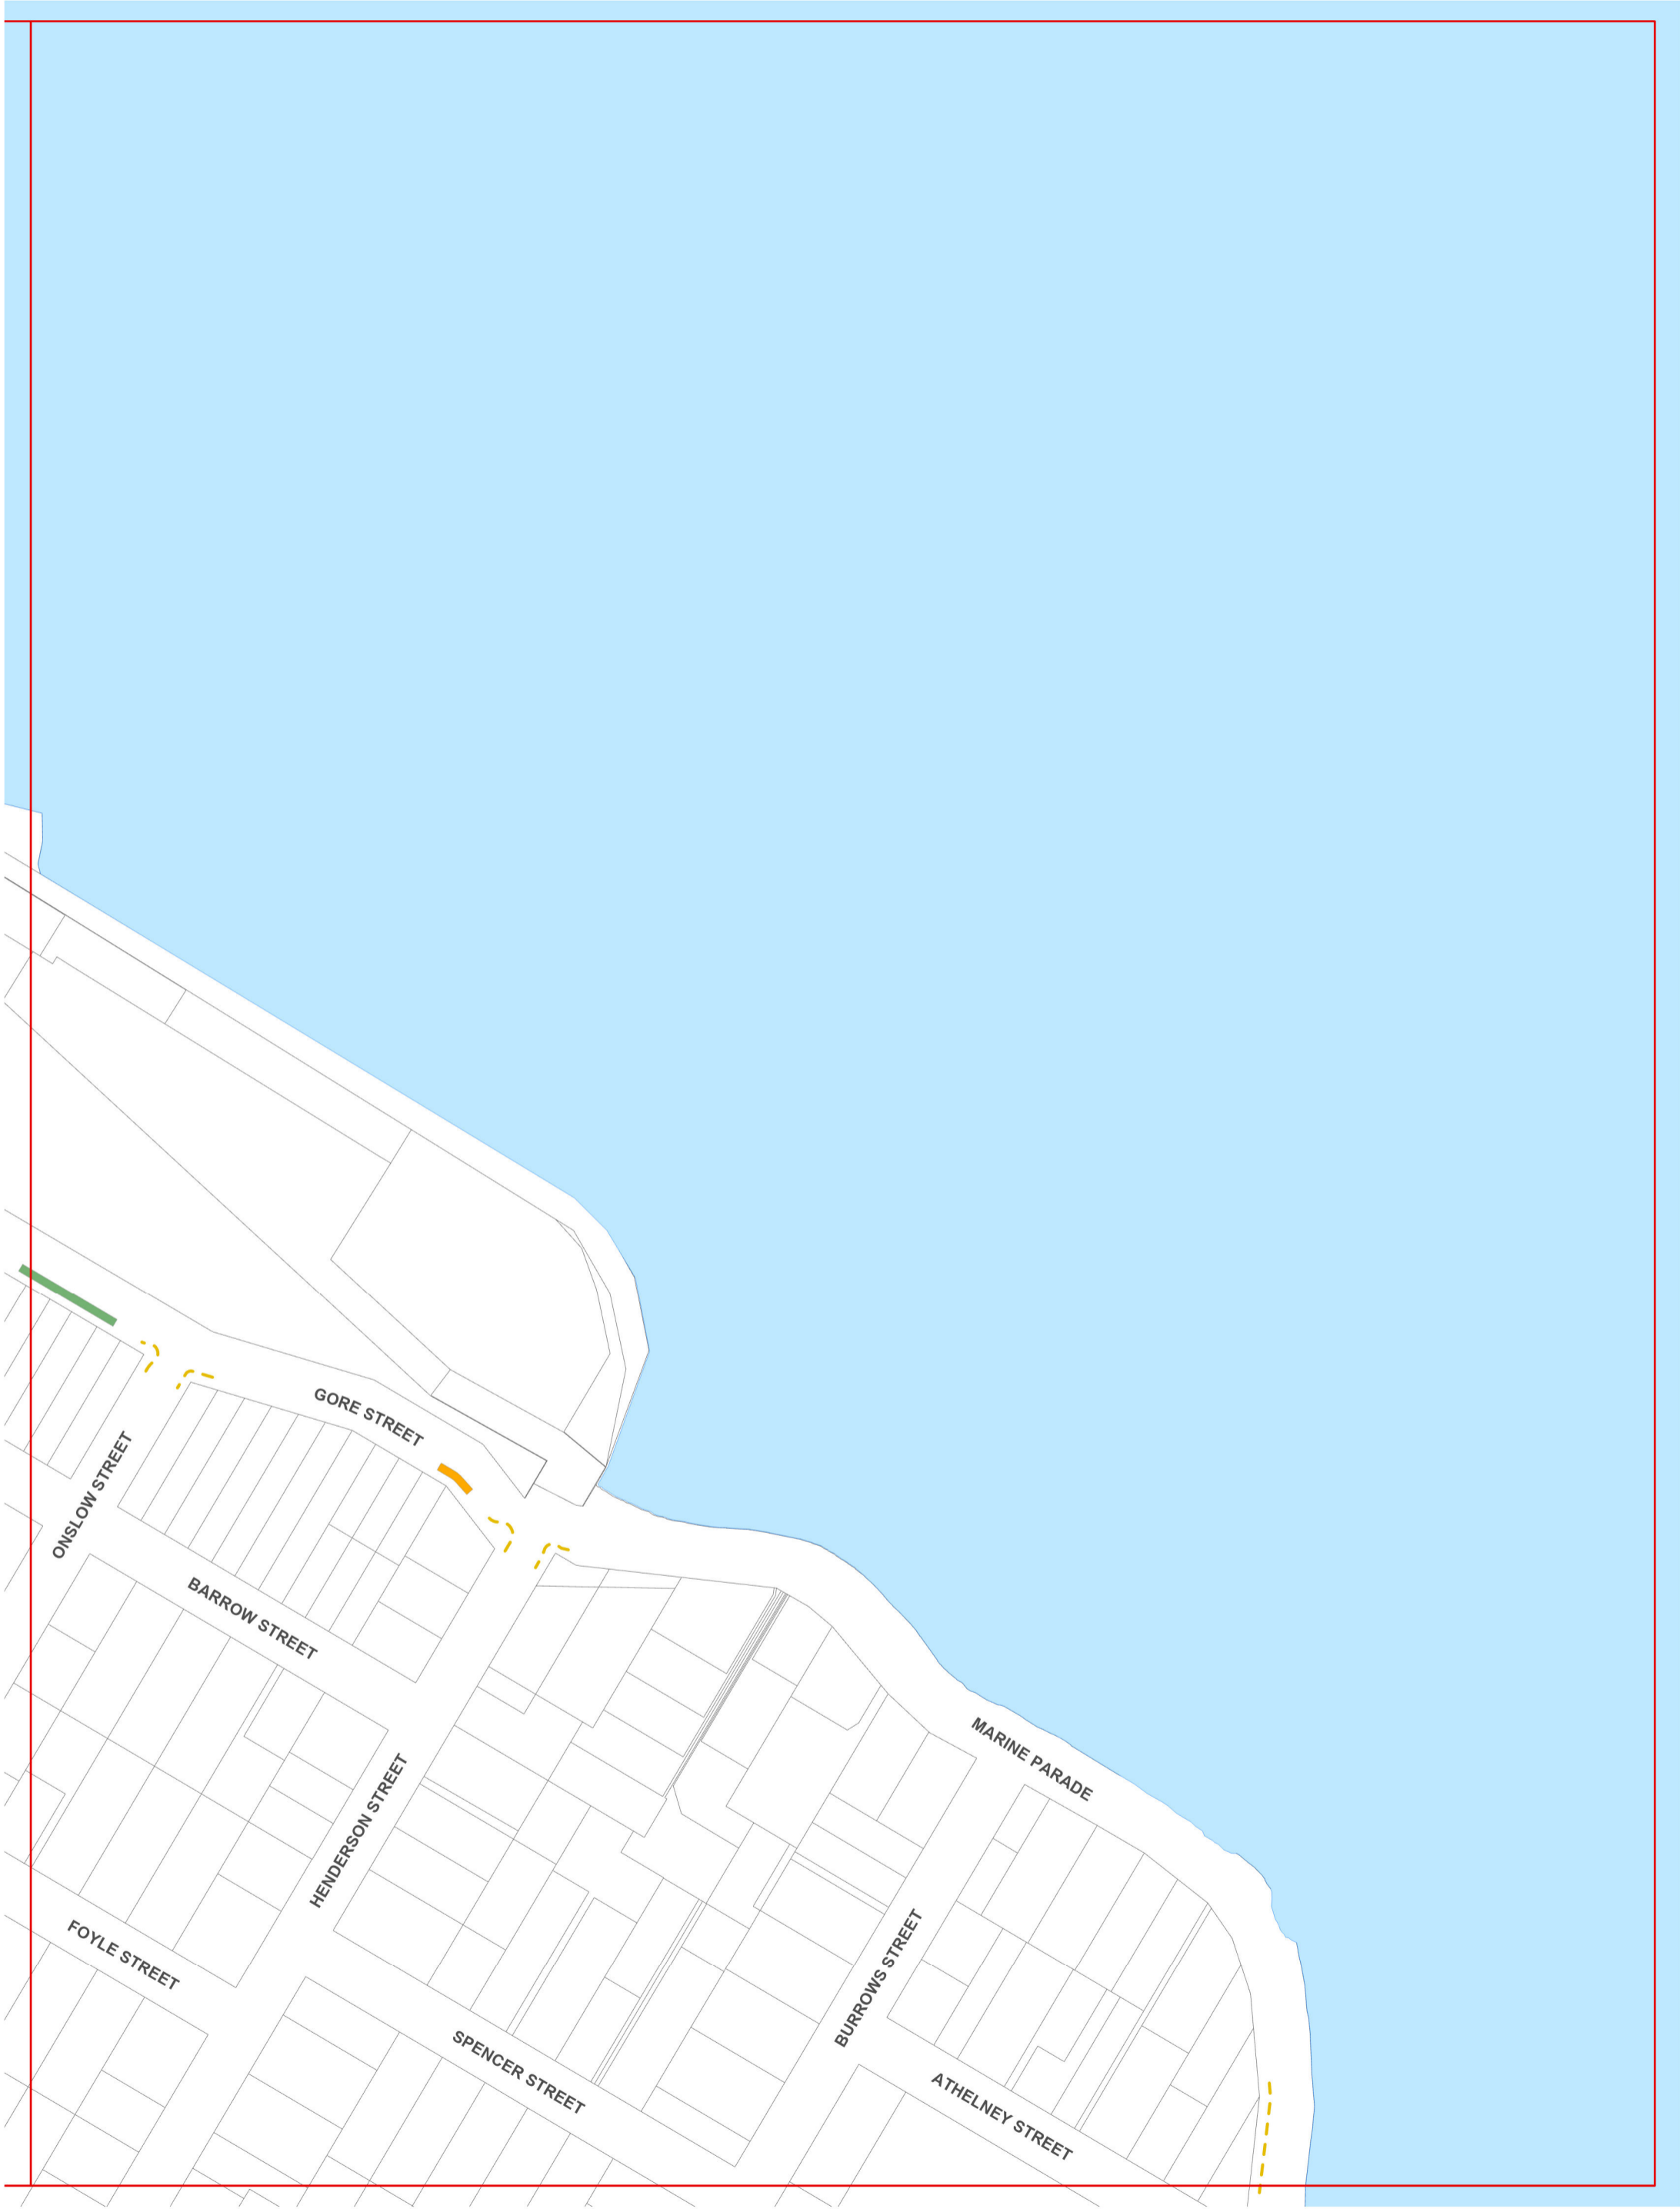 GORE STREET
ONSLOW STREET
BARROW STREET
MARINE PARADE
HENDERSON STREET
FOYLE STREET
BURROWS STREET
SPENCER STREET
ATHELNEY STREET